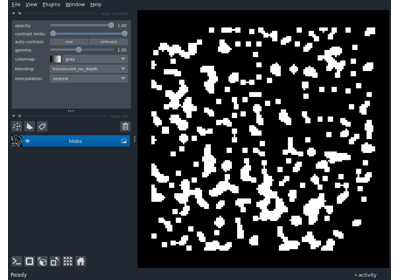 File View Plugins Window Help
opacity: 1.00
contrast limits:
auto-contrast: once continuous
gamma: 1.00
colormap: gray
blending: translucent_no_depth
interpolation: nearest
blobs
Ready activity